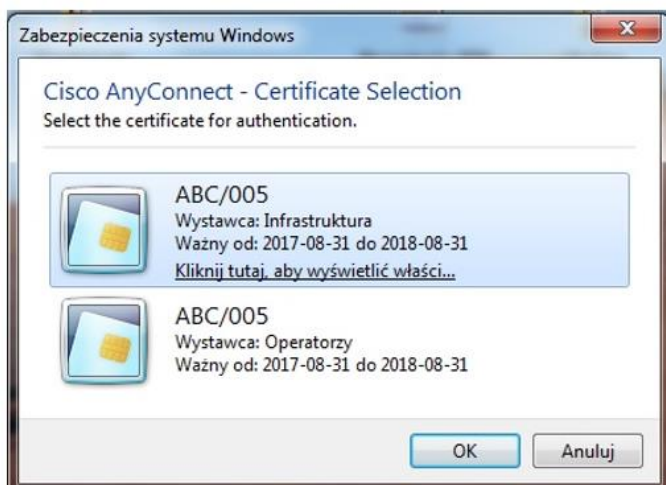 Zabezpieczenia systemu Windows
Cisco AnyConnect - Certificate Selection
Select the certificate for authentication.
ABC/005
Wystawca: Infrastruktura
Ważny od: 2017-08-31 do 2018-08-31
Kliknij tutaj, aby wyświetlić właści...
ABC/005
Wystawca: Operatorzy
Ważny od: 2017-08-31 do 2018-08-31
OK
Anuluj